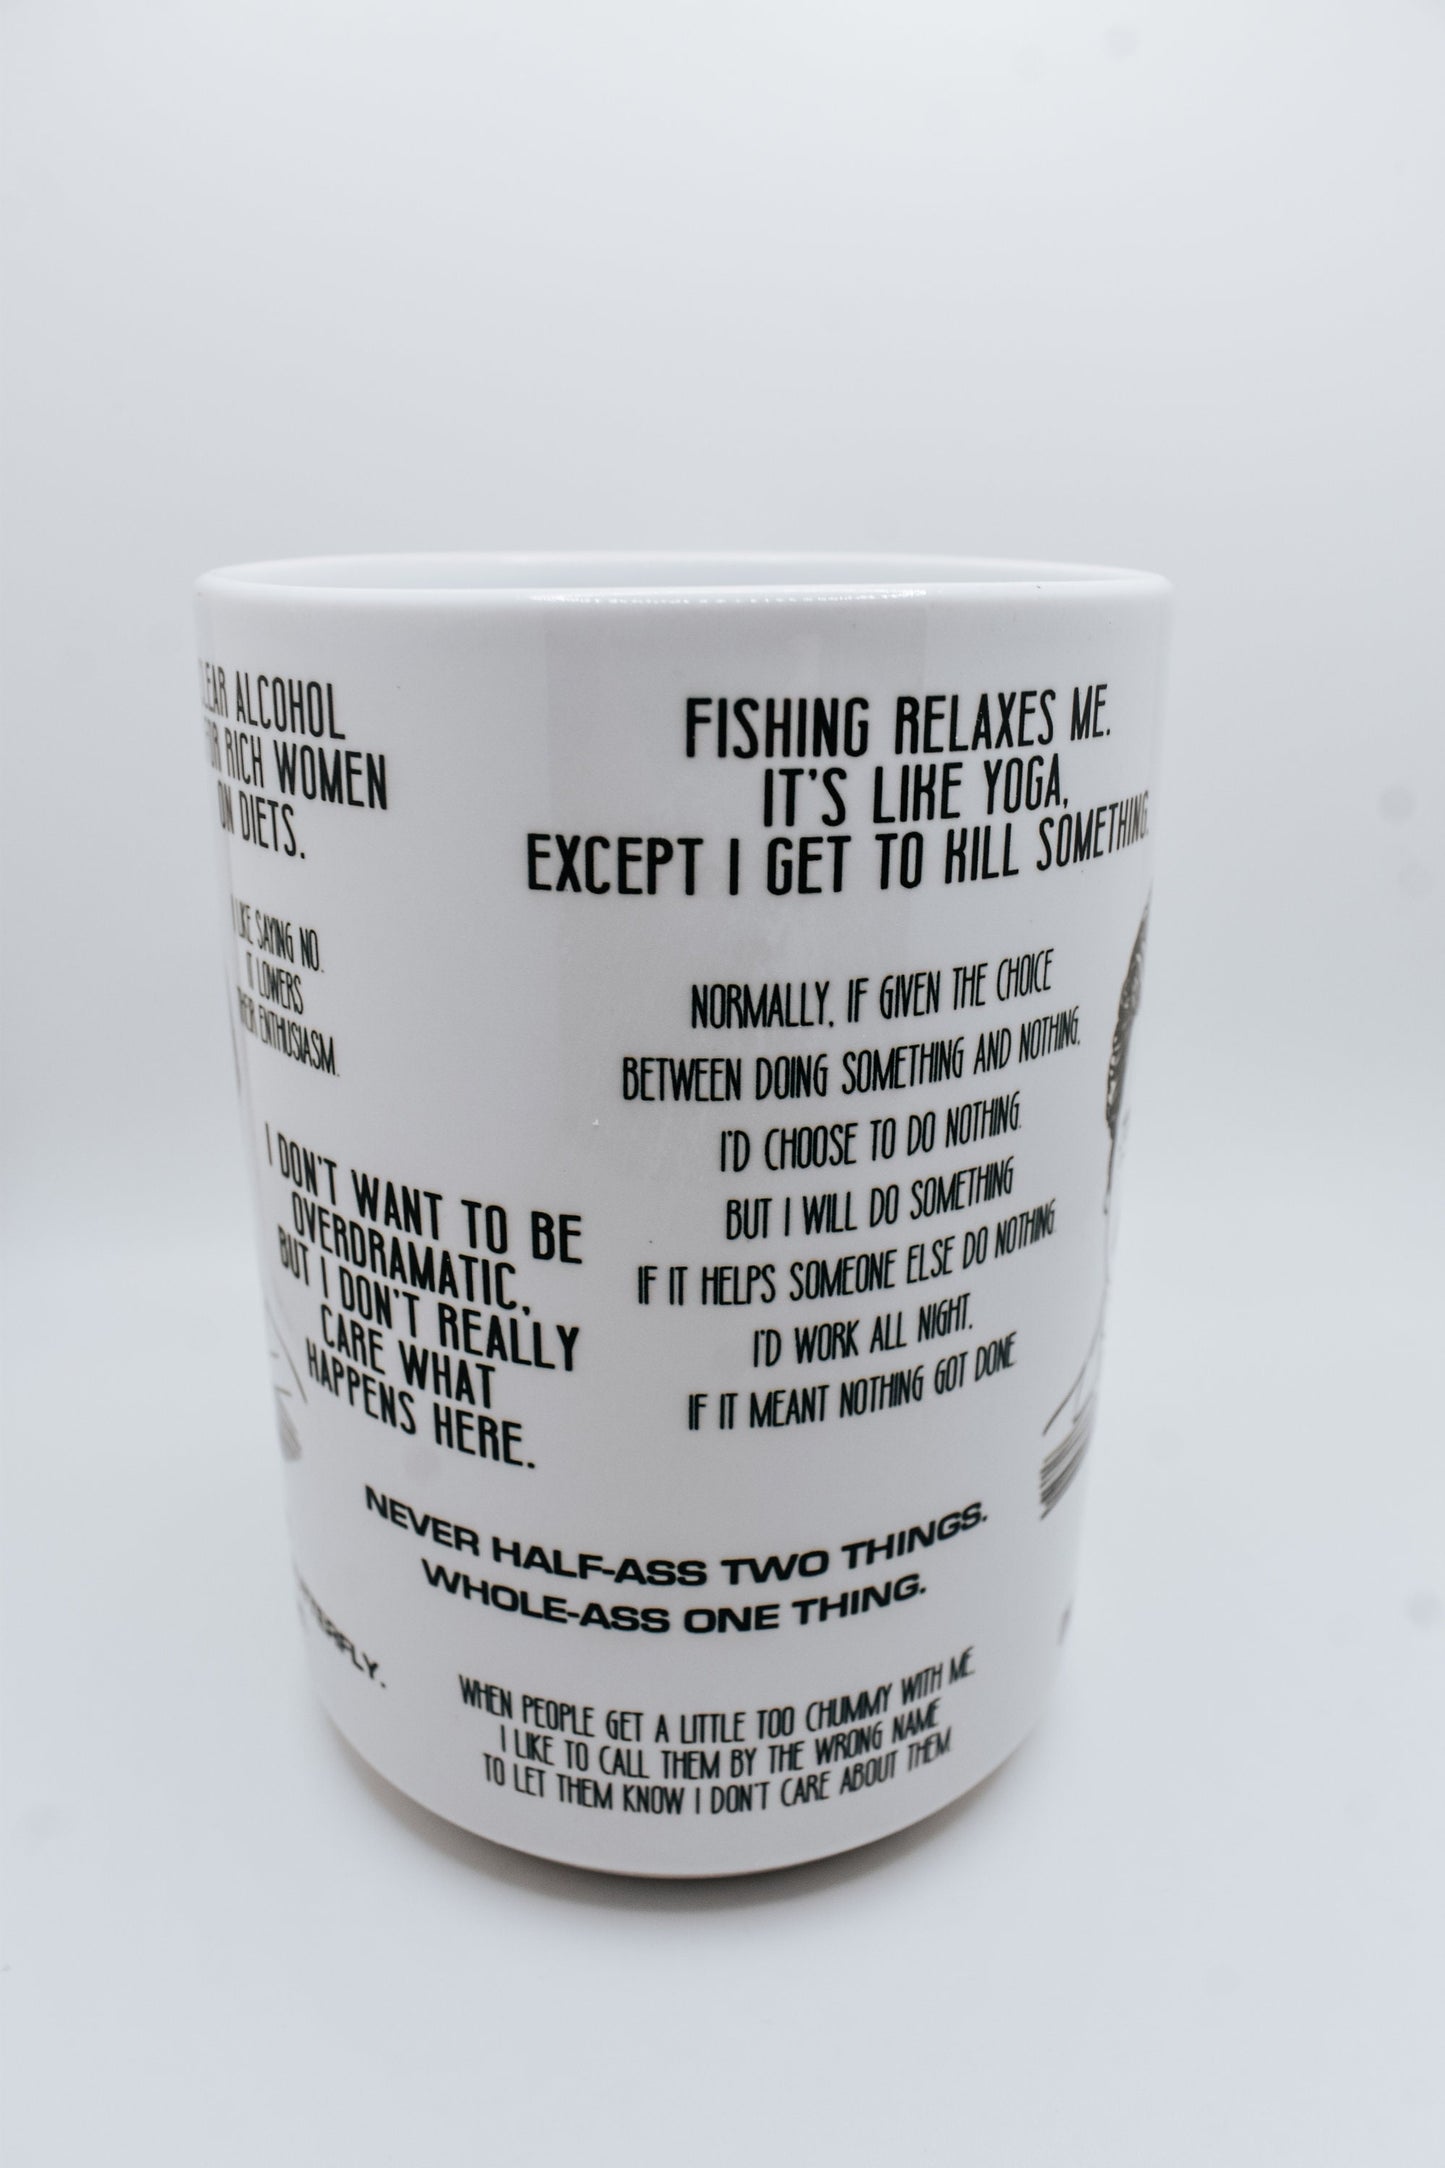 ALCOHOL
RICH WOMEN
ON DIETS.
LIKE SAYING NO.
IT LOWERS
ENTHUSIASM.
I DON'T WANT TO BE
OVERDRAMATIC,
BUT I DON'T REALLY
CARE WHAT
HAPPENS HERE.
FISHING RELAXES ME.
IT'S LIKE YOGA,
EXCEPT I GET TO KILL SOMETHING.
NORMALLY, IF GIVEN THE CHOICE
BETWEEN DOING SOMETHING AND NOTHING,
I'D CHOOSE TO DO NOTHING.
BUT I WILL DO SOMETHING
IF IT HELPS SOMEONE ELSE DO NOTHING.
I'D WORK ALL NIGHT,
IF IT MEANT NOTHING GOT DONE.
NEVER HALF-ASS TWO THINGS.
WHOLE-ASS ONE THING.
WHEN PEOPLE GET A LITTLE TOO CHUMMY WITH ME.
I LIKE TO CALL THEM BY THE WRONG NAME
TO LET THEM KNOW I DON'T CARE ABOUT THEM.